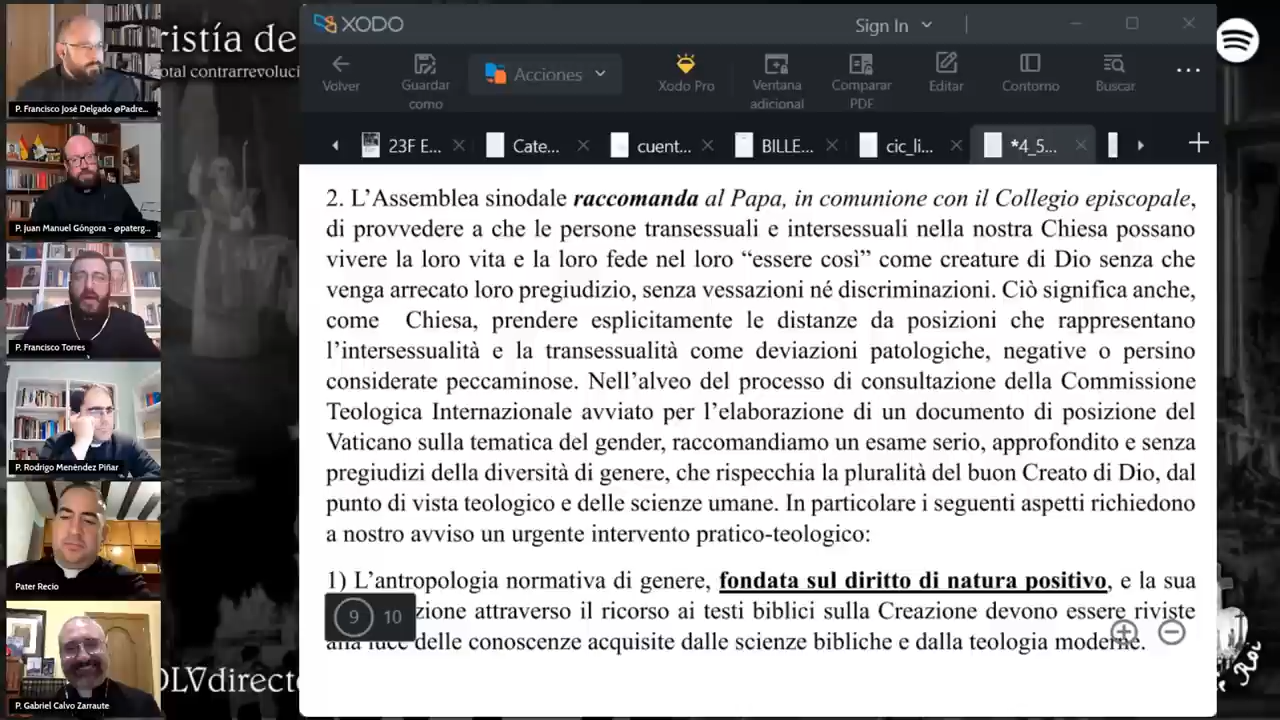 ristía de
otal contrarrevoluci
P. Francisco José Delgado @Padre...
P. Juan Manuel Góngora - @paterg...
P. Francisco Torres
P. Rodrigo Menéndez Piñar
Pater Recio
P. Gabriel Calvo Zarraute
DLVdirecto
XODO
Sign In
Volver
Guardar como
Acciones
Xodo Pro
Ventana adicional
Comparar PDF
Editar
Contorno
Buscar
23F E...
Cate...
cuent...
BILLE...
cic_li...
*4_5...
2. L’Assemblea sinodale raccomanda al Papa, in comunione con il Collegio episcopale,
di provvedere a che le persone transessuali e intersessuali nella nostra Chiesa possano
vivere la loro vita e la loro fede nel loro “essere così” come creature di Dio senza che
venga arrecato loro pregiudizio, senza vessazioni né discriminazioni. Ciò significa anche,
come Chiesa, prendere esplicitamente le distanze da posizioni che rappresentano
l’intersessualità e la transessualità come deviazioni patologiche, negative o persino
considerate peccaminose. Nell’alveo del processo di consultazione della Commissione
Teologica Internazionale avviato per l’elaborazione di un documento di posizione del
Vaticano sulla tematica del gender, raccomandiamo un esame serio, approfondito e senza
pregiudizi della diversità di genere, che rispecchia la pluralità del buon Creato di Dio, dal
punto di vista teologico e delle scienze umane. In particolare i seguenti aspetti richiedono
a nostro avviso un urgente intervento pratico-teologico:
1) L’antropologia normativa di genere, fondata sul diritto di natura positivo, e la sua
zione attraverso il ricorso ai testi biblici sulla Creazione devono essere riviste
alla luce delle conoscenze acquisite dalle scienze bibliche e dalla teologia moderne.
9 10
Roi